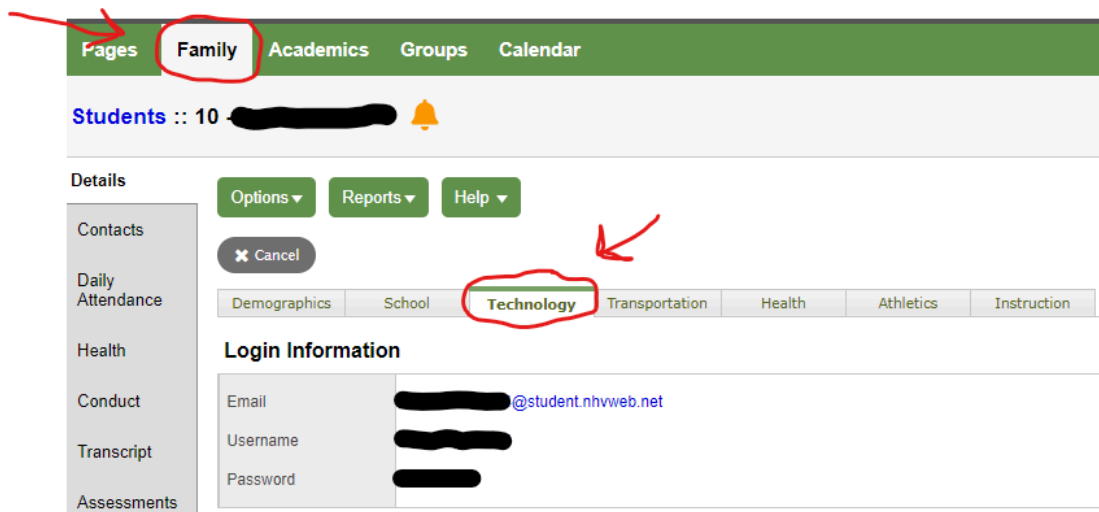 Pages Family Academics Groups Calendar
Students :: 10 -
Details
Options Reports Help
Contacts
✖ Cancel
Daily
Attendance
Demographics School Technology Transportation Health Athletics Instruction
Health
Login Information
Conduct
Email @student.nhvweb.net
Username
Transcript
Password
Assessments